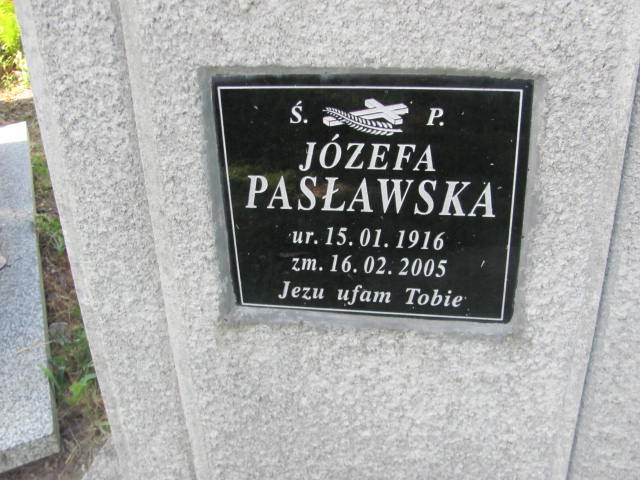 Ś. P.
JÓZEFA
PASŁAWSKA
ur. 15.01.1916
zm. 16.02.2005
Jezu ufam Tobie